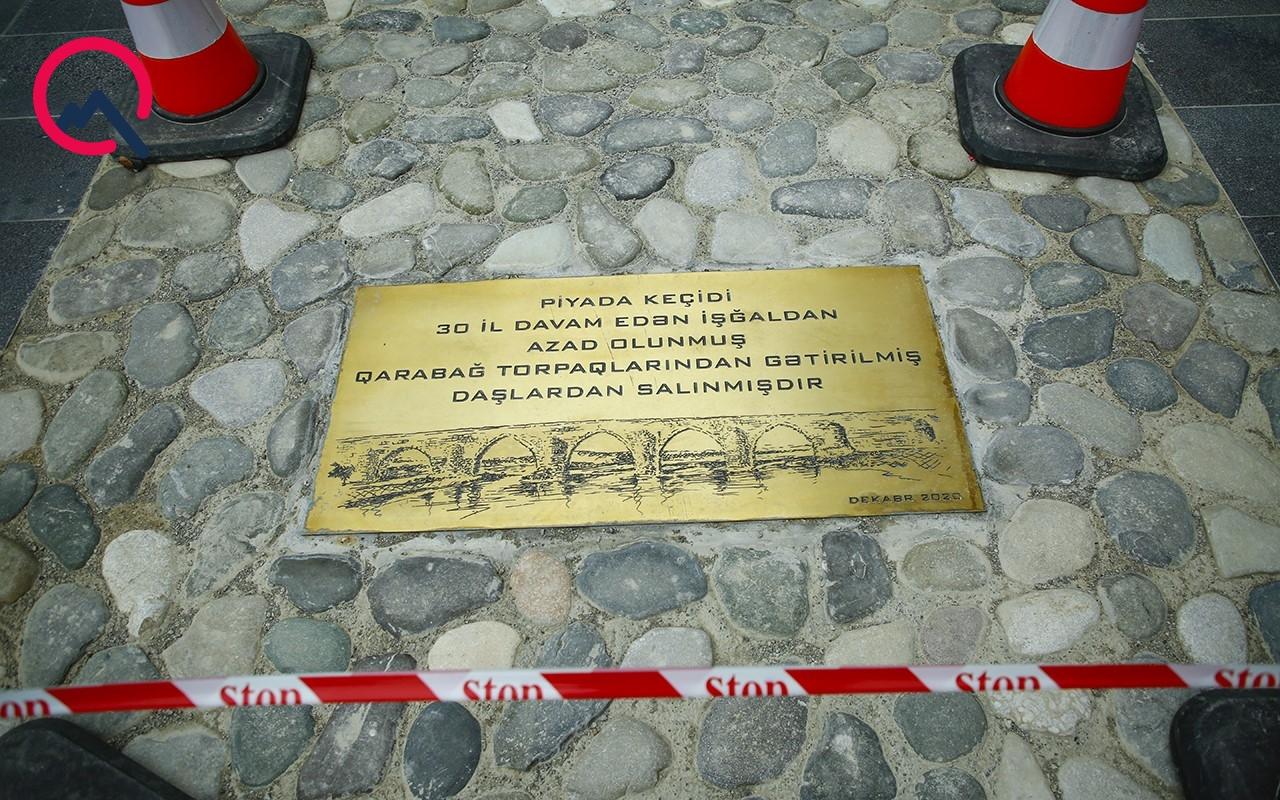 PİYADA KEÇİDİ
30 İL DAVAM EDəN İŞĞALDAN
AZAD OLUNMUŞ
QARABAĞ TORPAQLARINDAN GəTİRİLMİŞ
DAŞLARDAN SALINMIŞDIR
DEKABR 2020
Stop Stop Stop Stop